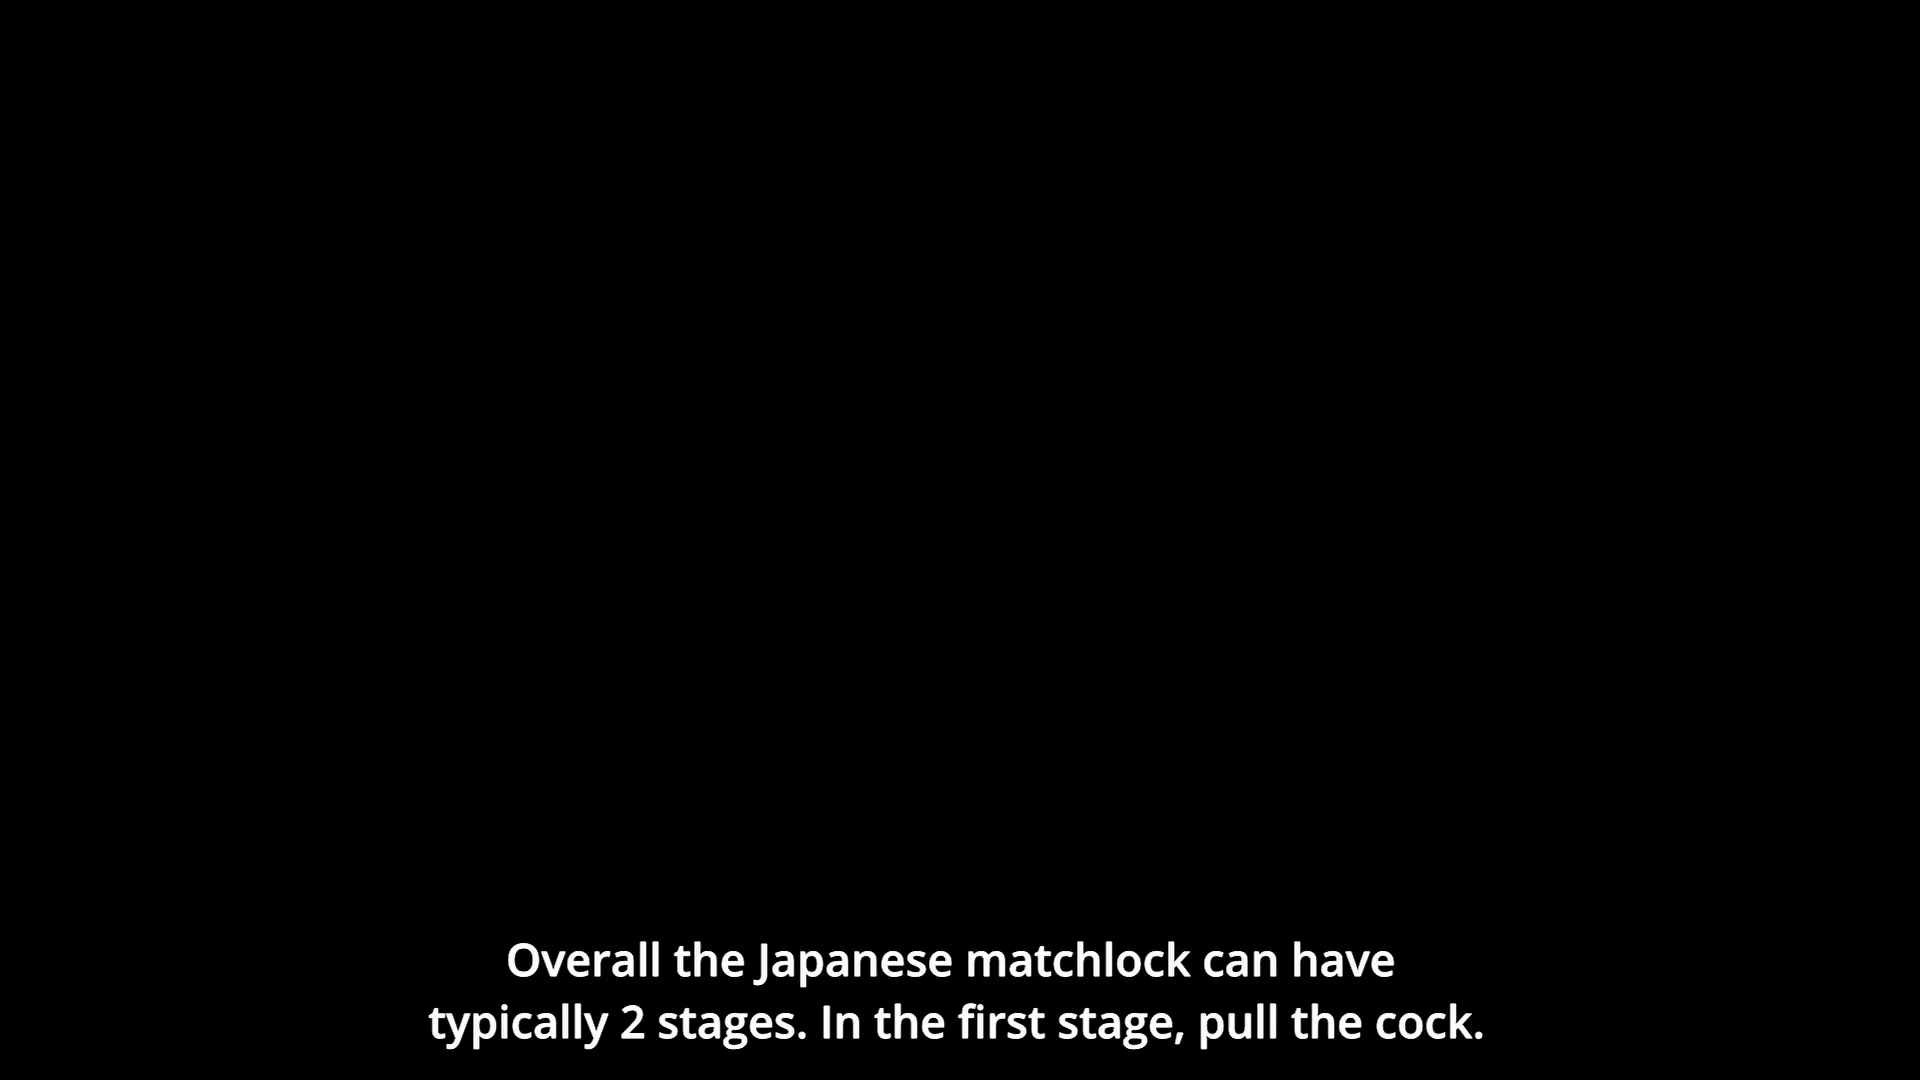 Overall the Japanese matchlock can have
typically 2 stages. In the first stage, pull the cock.